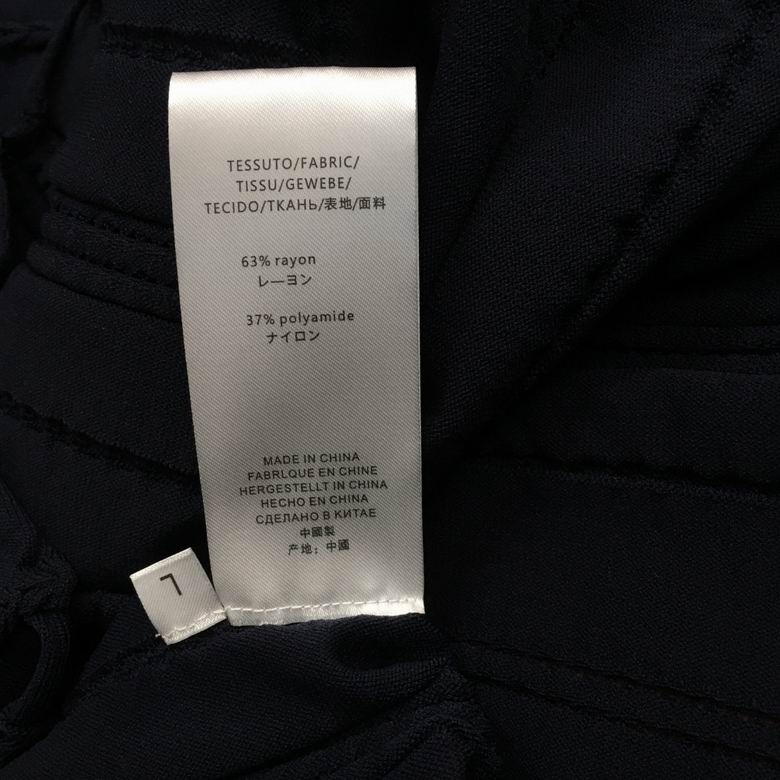 TESSUTO/FABRIC/
TISSU/GEWEBE/
TECIDO/ТКАНЬ/表地/面料
63% rayon
レーヨン
37% polyamide
ナイロン
MADE IN CHINA
FABRLQUE EN CHINE
HERGESTELLT IN CHINA
HECHO EN CHINA
СДЕЛАНО В КИТАЕ
中國製
产地：中國
L